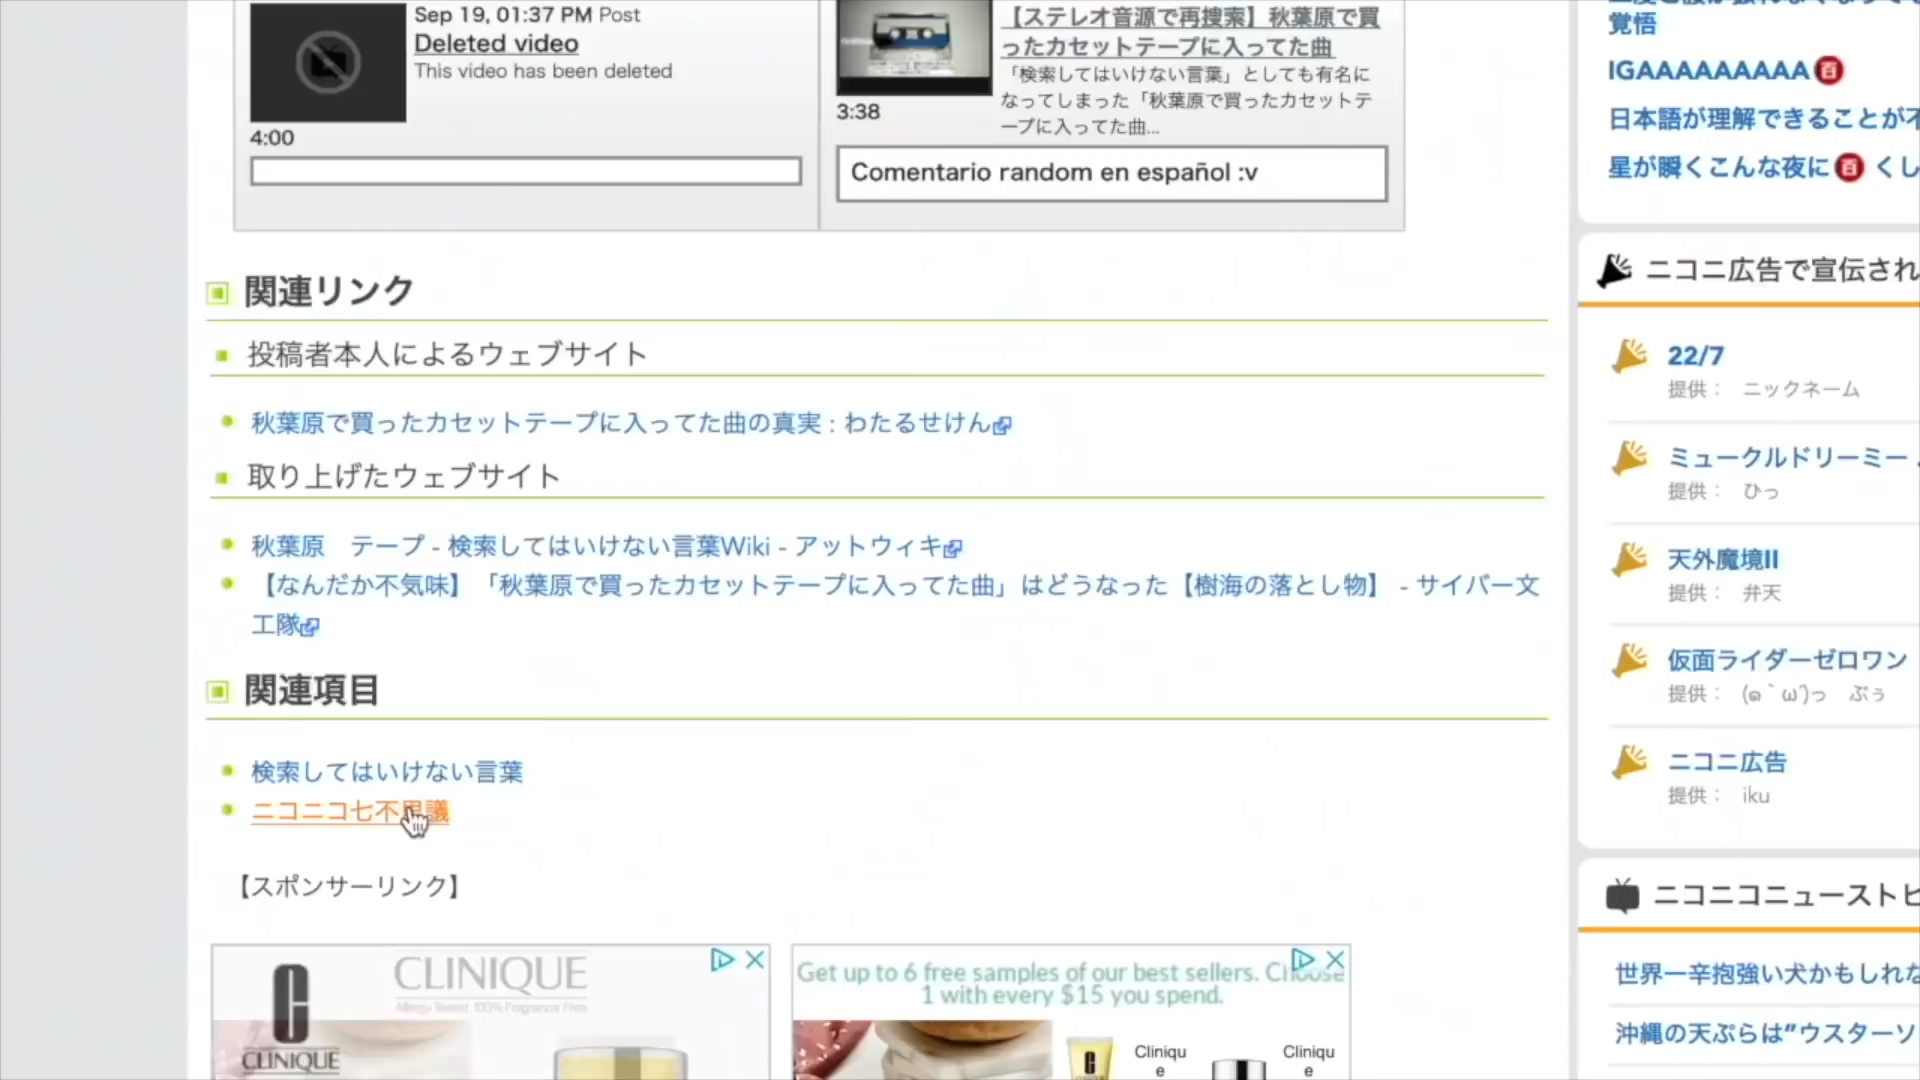 Sep 19, 01:37 PM Post
Deleted video
This video has been deleted
4:00
【ステレオ音源で再捜索】秋葉原で買
ったカセットテープに入ってた曲
「検索してはいけない言葉」としても有名に
なってしまった「秋葉原で買ったカセットテ
ープに入ってた曲...
3:38
Comentario random en español :v
関連リンク
投稿者本人によるウェブサイト
秋葉原で買ったカセットテープに入ってた曲の真実 : わたるせけん
取り上げたウェブサイト
秋葉原　テープ - 検索してはいけない言葉Wiki - アットウィキ
【なんだか不気味】「秋葉原で買ったカセットテープに入ってた曲」はどうなった【樹海の落とし物】 - サイバー文
工隊
関連項目
検索してはいけない言葉
ニコニコ七不思議
【スポンサーリンク】
CLINIQUE
Allergy Tested. 100% Fragrance Free.
CLINIQUE
Get up to 6 free samples of our best sellers. Choose
1 with every $15 you spend.
Cliniqu
e
Cliniqu
e
覚悟
IGAAAAAAAAA 百
日本語が理解できることが不
星が瞬くこんな夜に 百 くし
ニコニ広告で宣伝され
22/7
提供： ニックネーム
ミュークルドリーミー
提供： ひっ
天外魔境II
提供： 弁天
仮面ライダーゼロワン
提供： (๑｀ω´)っ ぷぅ
ニコニ広告
提供： iku
ニコニコニューストピ
世界一辛抱強い犬かもしれな
沖縄の天ぷらは”ウスターソ